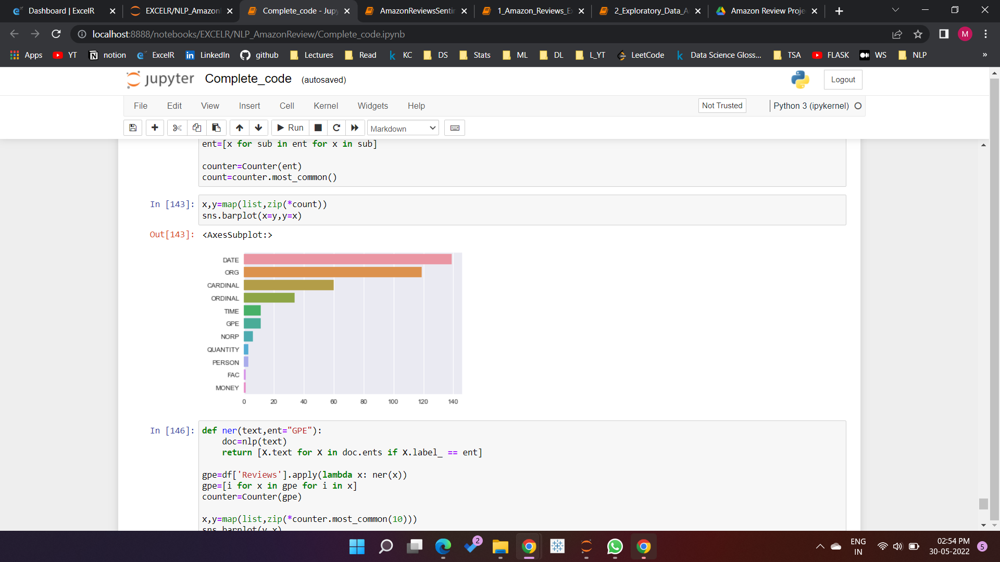 Dashboard | ExcelR
EXCELR/NLP_Amazon
Complete_code - Jupy
AmazonReviewsSentin
1_Amazon_Reviews_E
2_Exploratory_Data_A
Amazon Review Proje
localhost:8888/notebooks/EXCELR/NLP_AmazonReview/Complete_code.ipynb
M
Apps YT notion ExcelR LinkedIn github Lectures Read KC DS Stats ML DL L_YT LeetCode Data Science Gloss... TSA FLASK WS NLP »
jupyter Complete_code (autosaved)
Logout
File Edit View Insert Cell Kernel Widgets Help
Not Trusted
Python 3 (ipykernel)
Run
Markdown
ent=[x for sub in ent for x in sub]
counter=Counter(ent)
count=counter.most_common()
In [143]: x,y=map(list,zip(*count))
sns.barplot(x=y,y=x)
Out[143]: <AxesSubplot:>
DATE
ORG
CARDINAL
ORDINAL
TIME
GPE
NORP
QUANTITY
PERSON
FAC
MONEY
0 20 40 60 80 100 120 140
In [146]: def ner(text,ent="GPE"):
doc=nlp(text)
return [X.text for X in doc.ents if X.label_ == ent]
gpe=df['Reviews'].apply(lambda x: ner(x))
gpe=[i for x in gpe for i in x]
counter=Counter(gpe)
x,y=map(list,zip(*counter.most_common(10)))
sns.barplot(y,x)
2
ENG
IN
02:54 PM
30-05-2022
5